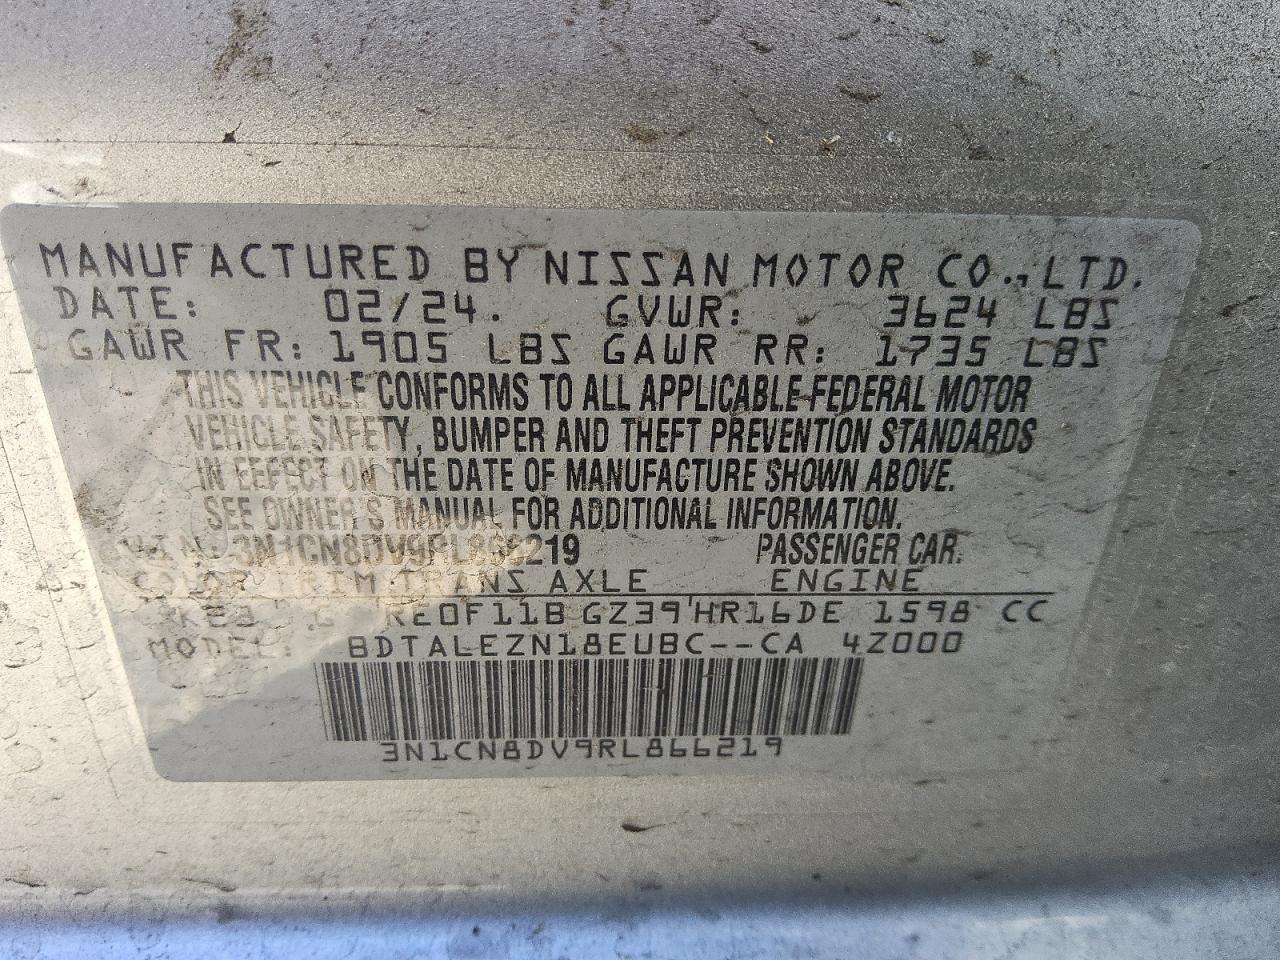 MANUFACTURED BY NISSAN MOTOR CO., LTD.
DATE: 02/24. GVWR: 3624 LBS
GAWR FR: 1905 LBS GAWR RR: 1735 LBS
THIS VEHICLE CONFORMS TO ALL APPLICABLE FEDERAL MOTOR
VEHICLE SAFETY, BUMPER AND THEFT PREVENTION STANDARDS
IN EFFECT ON THE DATE OF MANUFACTURE SHOWN ABOVE.
SEE OWNER'S MANUAL FOR ADDITIONAL INFORMATION.
VIN: 3N1CN8DV9RL866219 PASSENGER CAR.
COLOR TRIM TRANS AXLE ENGINE
RE0F11B GZ39 HR16DE 1598 CC
MODEL: BDTALEZN18EUBC--CA 4Z000
3N1CN8DV9RL866219